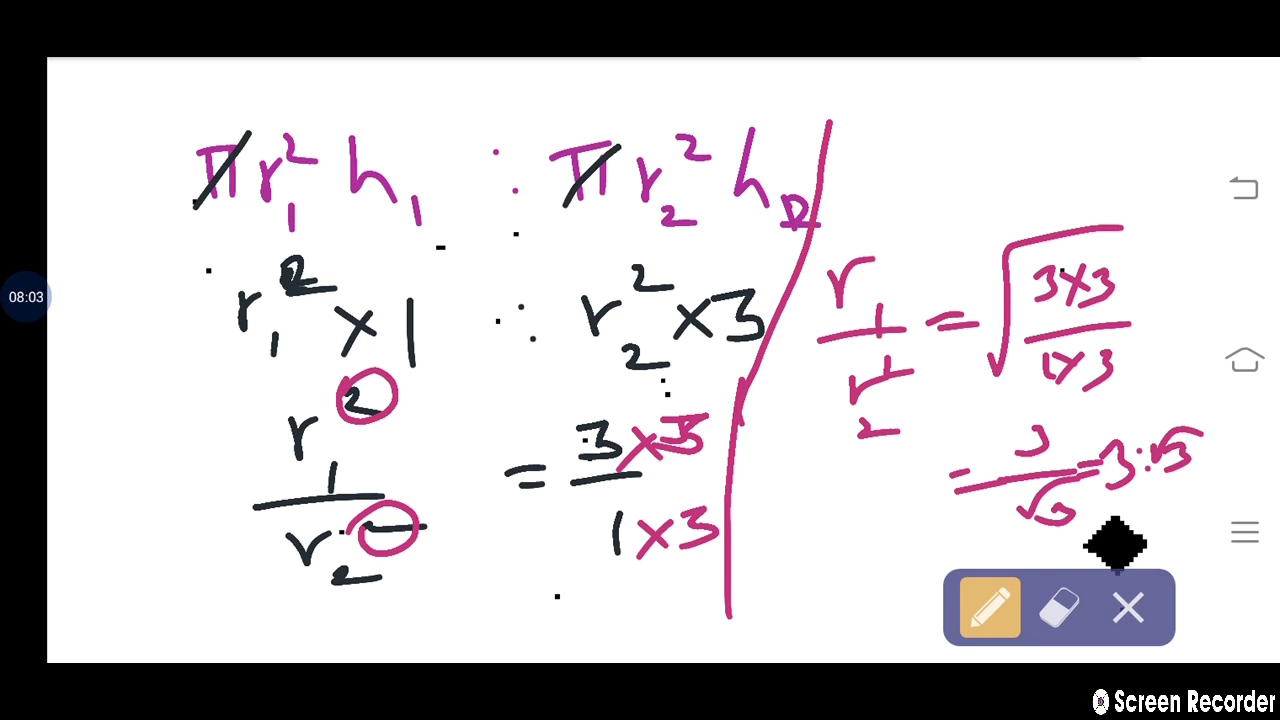 πr₁²h₁ : πr₂²h₂
r₁² × 1 : r₂² × 3
r₁²/r₂² = 3×3/1×3
r₁/r₂ = √(3×3/1×3)
= 3/√3 = 3:√3
08:03
Screen Recorder